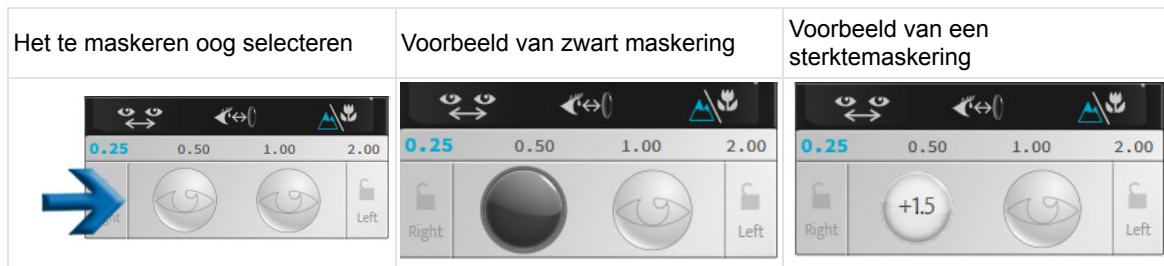 Het te maskeren oog selecteren
Voorbeeld van zwart maskering
Voorbeeld van een
sterktemaskering
0.25 0.50 1.00 2.00
Left
0.25 0.50 1.00 2.00
Right Left
0.25 0.50 1.00 2.00
+1.5
Right Left